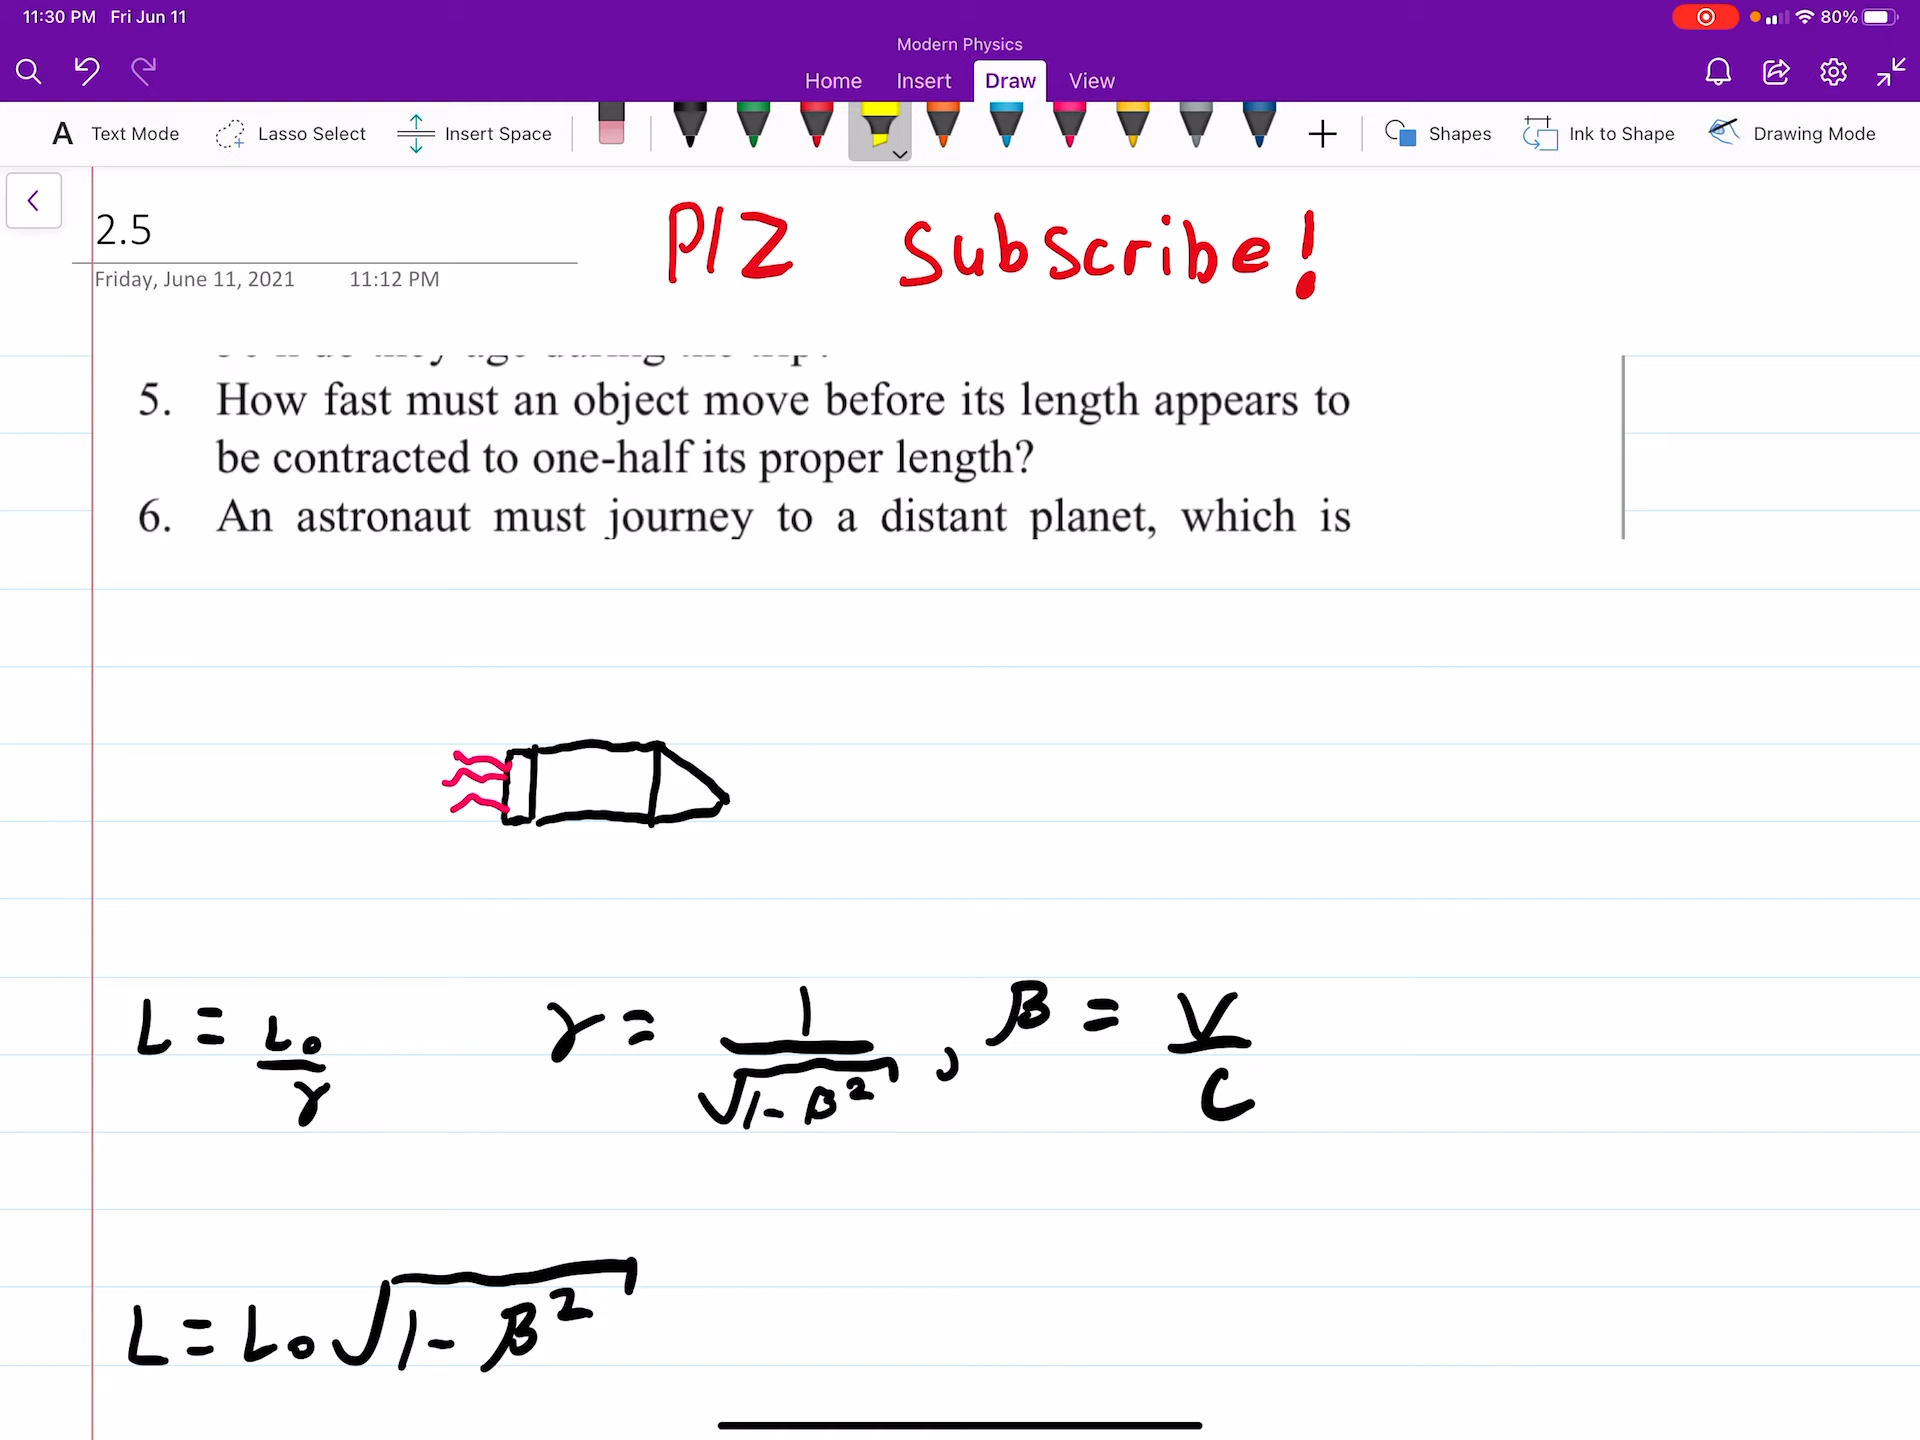 11:30 PM Fri Jun 11
80%
Modern Physics
Home Insert Draw View
A Text Mode Lasso Select Insert Space Shapes Ink to Shape Drawing Mode
2.5
Friday, June 11, 2021 11:12 PM
PlZ Subscribe!
5. How fast must an object move before its length appears to
be contracted to one-half its proper length?
6. An astronaut must journey to a distant planet, which is
L = L₀/γ γ = 1/√(1-β²) , β = V/C
L = L₀√(1-β²)